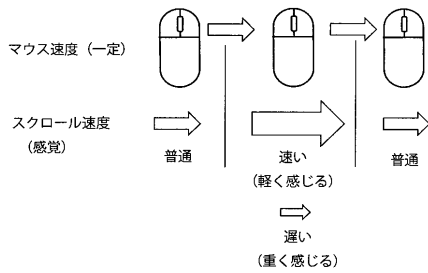 マウス速度（一定）
スクロール速度
（感覚）
普通
速い
（軽く感じる）
普通
遅い
（重く感じる）